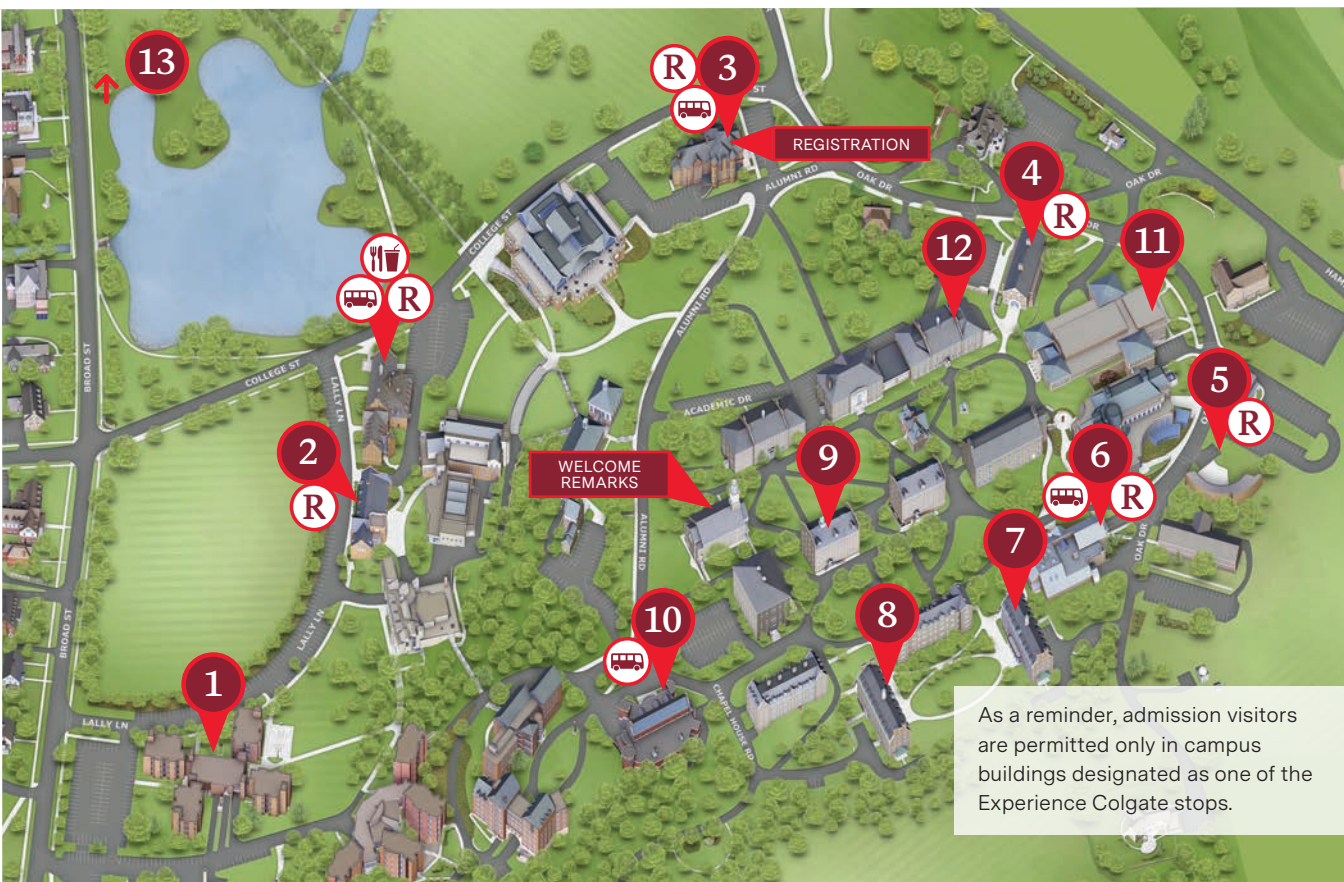 13
R
3
ST
REGISTRATION
ALUMNI RD
OAK DR
4
R
OAK DR
DR
11
12
HAM
COLLEGE ST
R
BROAD ST
COLLEGE ST
LALLY LN
ALUMNI RD
ACADEMIC DR
5
R
2
R
WELCOME
REMARKS
9
6
R
ALUMNI RD
7
OAK DR
BROAD ST
LALLY LN
10
8
1
LALLY LN
CHAPEL HOUSE RD
As a reminder, admission visitors
are permitted only in campus
buildings designated as one of the
Experience Colgate stops.